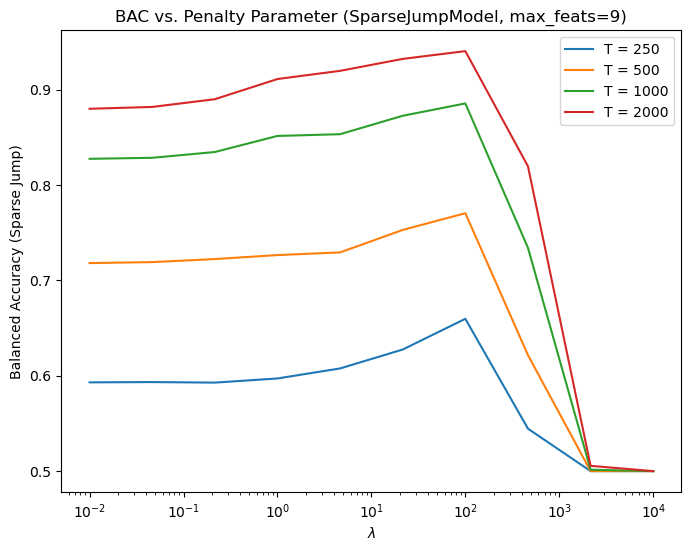 BAC vs. Penalty Parameter (SparseJumpModel, max_feats=9)
T = 250
T = 500
T = 1000
T = 2000
Balanced Accuracy (Sparse Jump)
0.9
0.8
0.7
0.6
0.5
10⁻² 10⁻¹ 10⁰ 10¹ 10² 10³ 10⁴
λ